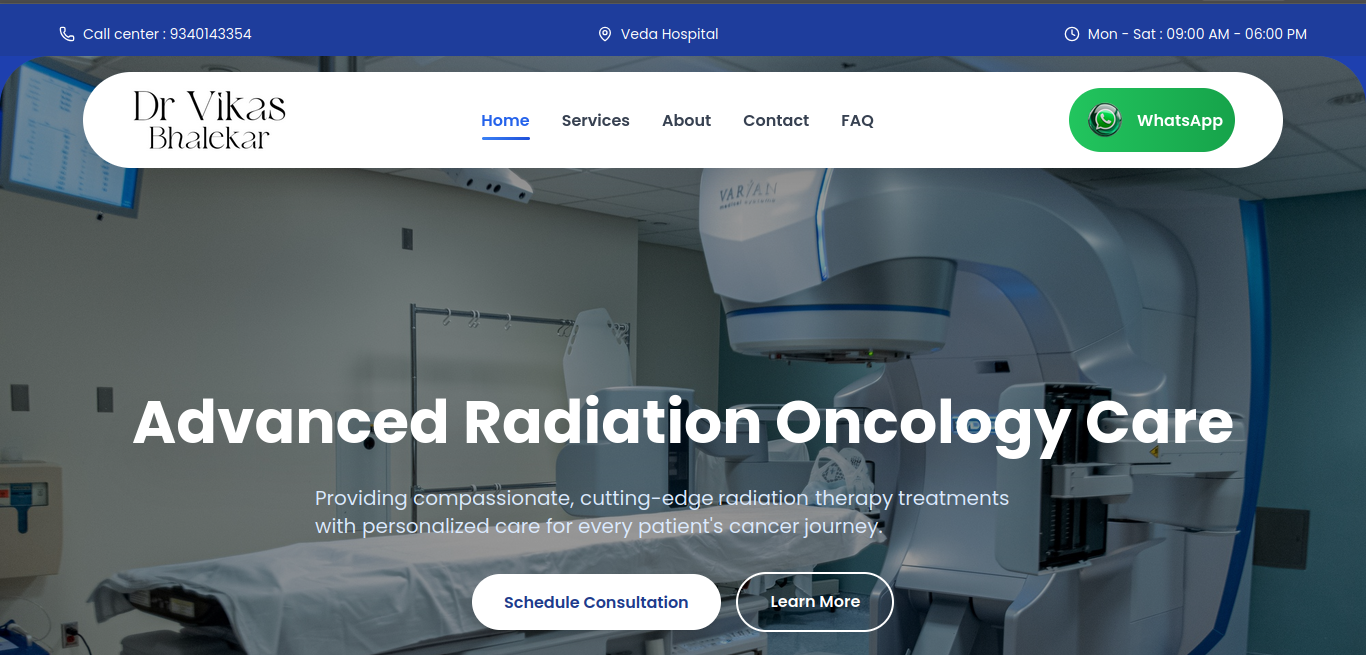 Call center : 9340143354
Veda Hospital
Mon - Sat : 09:00 AM - 06:00 PM
Dr Vikas
Bhalekar
Home
Services
About
Contact
FAQ
WhatsApp
VARIAN
medical systems
Advanced Radiation Oncology Care
Providing compassionate, cutting-edge radiation therapy treatments
with personalized care for every patient's cancer journey.
Schedule Consultation
Learn More